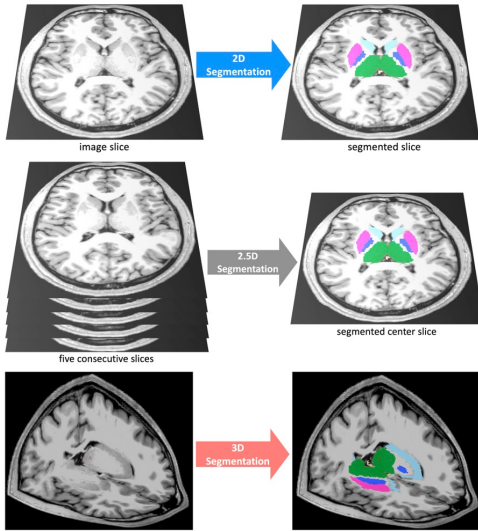 2D
Segmentation
image slice
segmented slice
2.5D
Segmentation
segmented center slice
five consecutive slices
3D
Segmentation